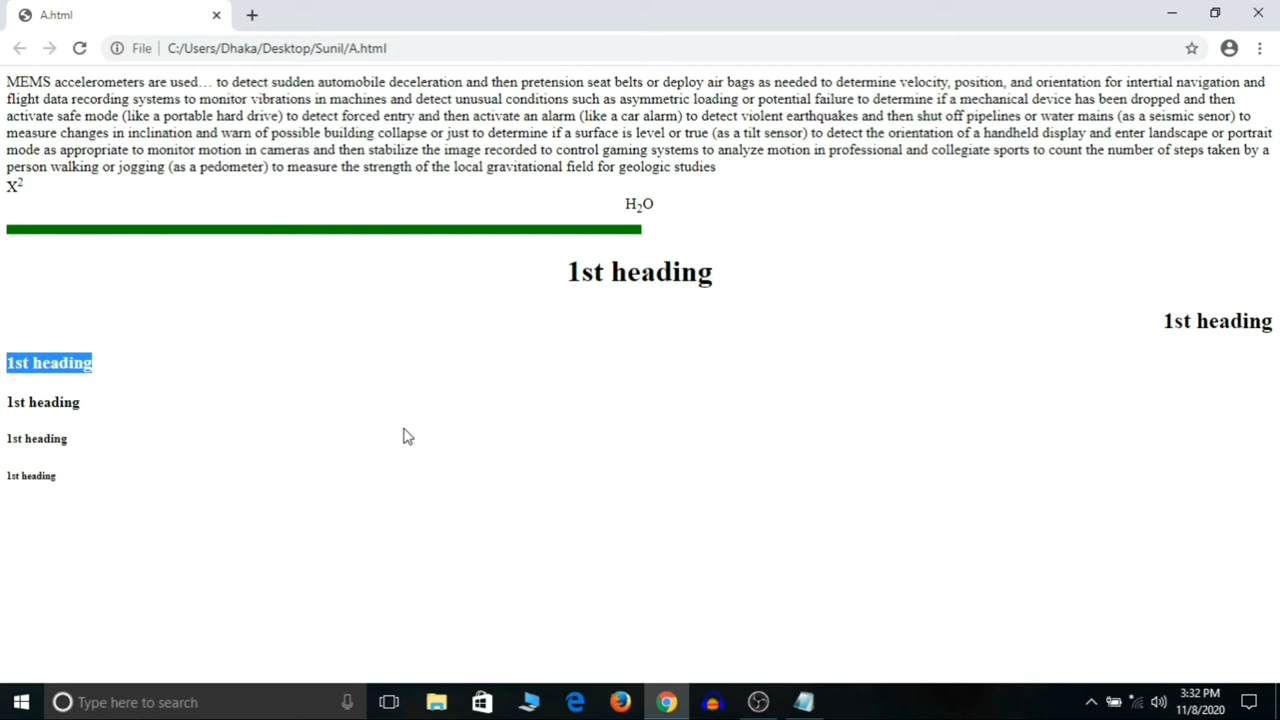 A.html
File
C:/Users/Dhaka/Desktop/Sunil/A.html
MEMS accelerometers are used… to detect sudden automobile deceleration and then pretension seat belts or deploy air bags as needed to determine velocity, position, and orientation for intertial navigation and
flight data recording systems to monitor vibrations in machines and detect unusual conditions such as asymmetric loading or potential failure to determine if a mechanical device has been dropped and then
activate safe mode (like a portable hard drive) to detect forced entry and then activate an alarm (like a car alarm) to detect violent earthquakes and then shut off pipelines or water mains (as a seismic senor) to
measure changes in inclination and warn of possible building collapse or just to determine if a surface is level or true (as a tilt sensor) to detect the orientation of a handheld display and enter landscape or portrait
mode as appropriate to monitor motion in cameras and then stabilize the image recorded to control gaming systems to analyze motion in professional and collegiate sports to count the number of steps taken by a
person walking or jogging (as a pedometer) to measure the strength of the local gravitational field for geologic studies
X²
H₂O
1st heading
1st heading
1st heading
1st heading
1st heading
1st heading
Type here to search
3:32 PM
11/8/2020